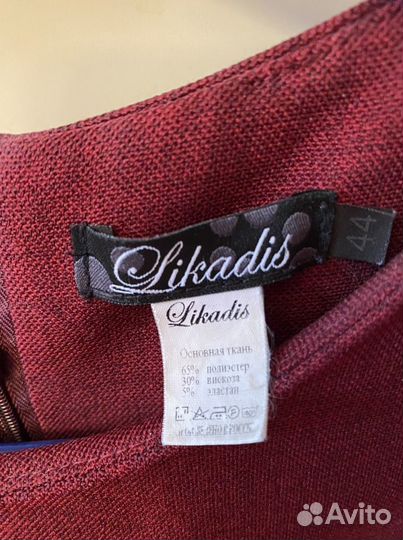 Likadis
44
Likadis
Основная ткань
65% полиэстер
30% вискоза
5% эластан
Avito